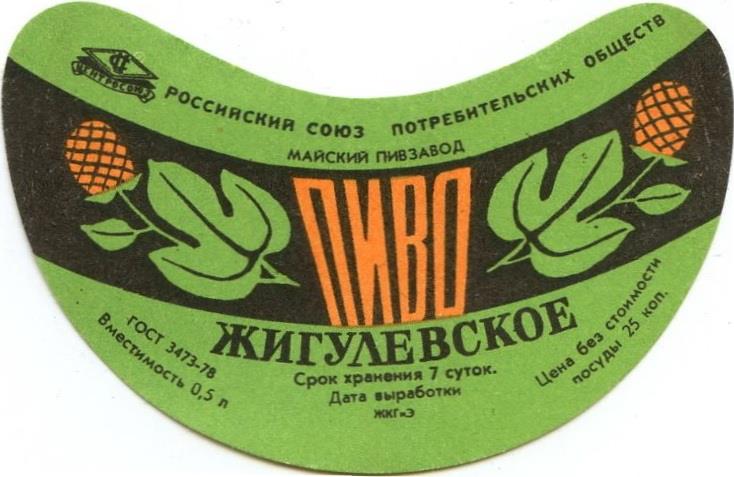 ЦЕНТРОСОЮЗ
РОССИЙСКИЙ СОЮЗ ПОТРЕБИТЕЛЬСКИХ ОБЩЕСТВ
МАЙСКИЙ ПИВЗАВОД
ПИВО
ЖИГУЛЕВСКОЕ
ГОСТ 3473-78
Вместимость 0,5 л
Срок хранения 7 суток.
Дата выработки
ЖКГиЭ
Цена без стоимости
посуды 25 коп.